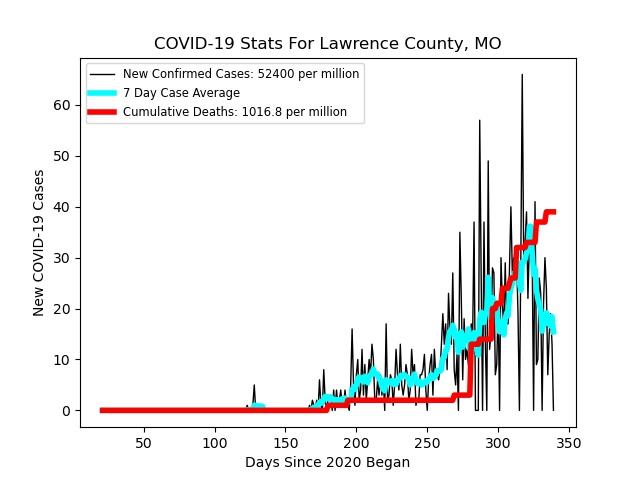 COVID-19 Stats For Lawrence County, MO
New Confirmed Cases: 52400 per million
7 Day Case Average
Cumulative Deaths: 1016.8 per million
New COVID-19 Cases
60
50
40
30
20
10
0
50 100 150 200 250 300 350
Days Since 2020 Began